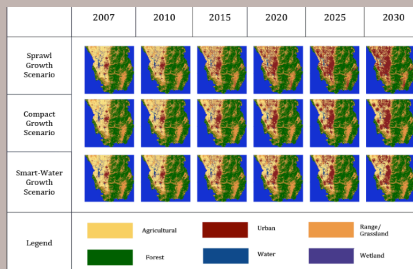 2007 2010 2015 2020 2025 2030
Sprawl
Growth
Scenario
Compact
Growth
Scenario
Smart-Water
Growth
Scenario
Legend
Agricultural
Urban
Range/
Grassland
Forest
Water
Wetland